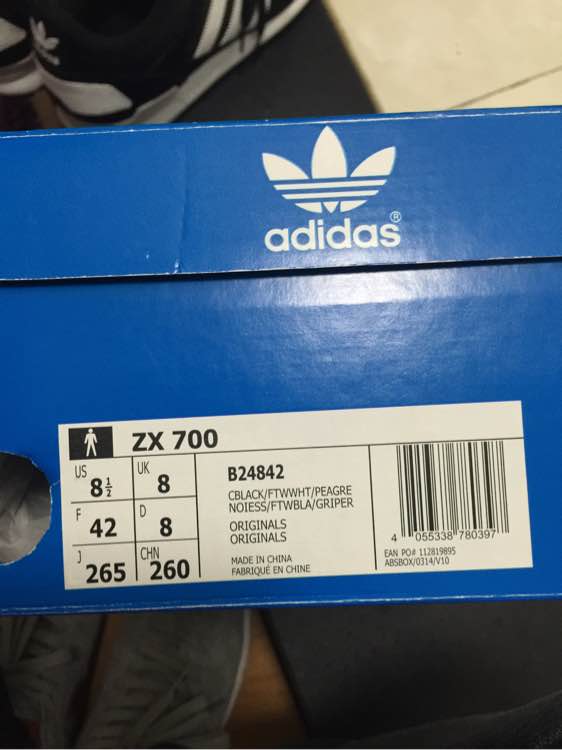 adidas®
ZX 700
US 8½
UK 8
F 42
D 8
J 265
CHN 260
B24842
CBLACK/FTWWHT/PEAGRE
NOIESS/FTWBLA/GRIPER
ORIGINALS
ORIGINALS
MADE IN CHINA
FABRIQUÉ EN CHINE
4 055338 780397
EAN PO# 112819895
ABSBOX/0314/V10